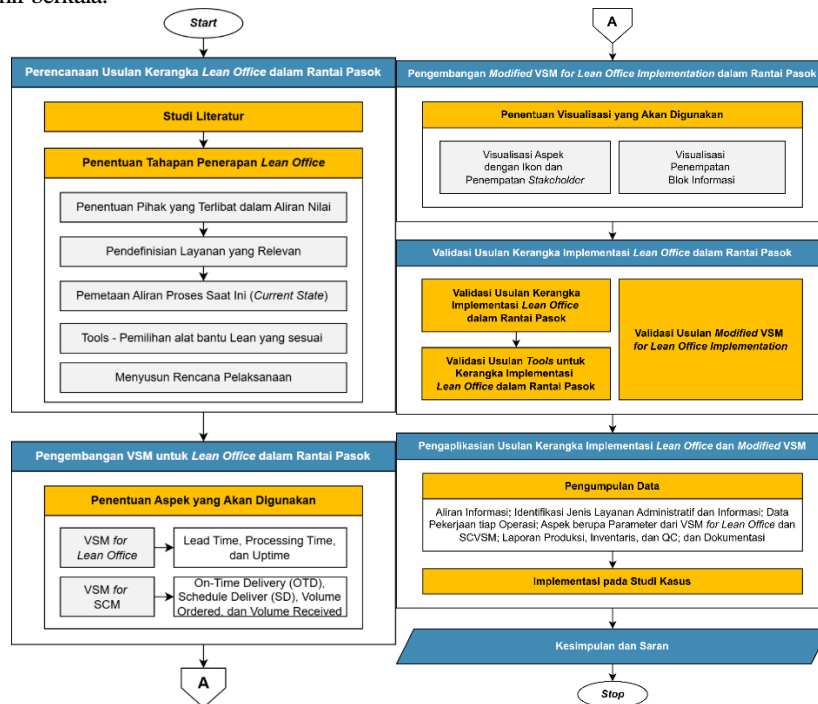 berkala.
Start
Perencanaan Usulan Kerangka Lean Office dalam Rantai Pasok
Studi Literatur
Penentuan Tahapan Penerapan Lean Office
Penentuan Pihak yang Terlibat dalam Aliran Nilai
Pendefinisian Layanan yang Relevan
Pemetaan Aliran Proses Saat Ini (Current State)
Tools - Pemilihan alat bantu Lean yang sesuai
Menyusun Rencana Pelaksanaan
Pengembangan VSM untuk Lean Office dalam Rantai Pasok
Penentuan Aspek yang Akan Digunakan
VSM for
Lean Office
Lead Time, Processing Time,
dan Uptime
VSM for
SCM
On-Time Delivery (OTD),
Schedule Deliver (SD), Volume
Ordered, dan Volume Received
A
A
Pengembangan Modified VSM for Lean Office Implementation dalam Rantai Pasok
Penentuan Visualisasi yang Akan Digunakan
Visualisasi Aspek
dengan Ikon dan
Penempatan Stakeholder
Visualisasi
Penempatan
Blok Informasi
Validasi Usulan Kerangka Implementasi Lean Office dalam Rantai Pasok
Validasi Usulan Kerangka
Implementasi Lean Office
dalam Rantai Pasok
Validasi Usulan Tools untuk
Kerangka Implementasi
Lean Office dalam Rantai Pasok
Validasi Usulan Modified VSM
for Lean Office Implementation
Pengaplikasian Usulan Kerangka Implementasi Lean Office dan Modified VSM
Pengumpulan Data
Aliran Informasi; Identifikasi Jenis Layanan Administratif dan Informasi; Data
Pekerjaan tiap Operasi; Aspek berupa Parameter dari VSM for Lean Office dan
SCVSM; Laporan Produksi, Inventaris, dan QC; dan Dokumentasi
Implementasi pada Studi Kasus
Kesimpulan dan Saran
Stop